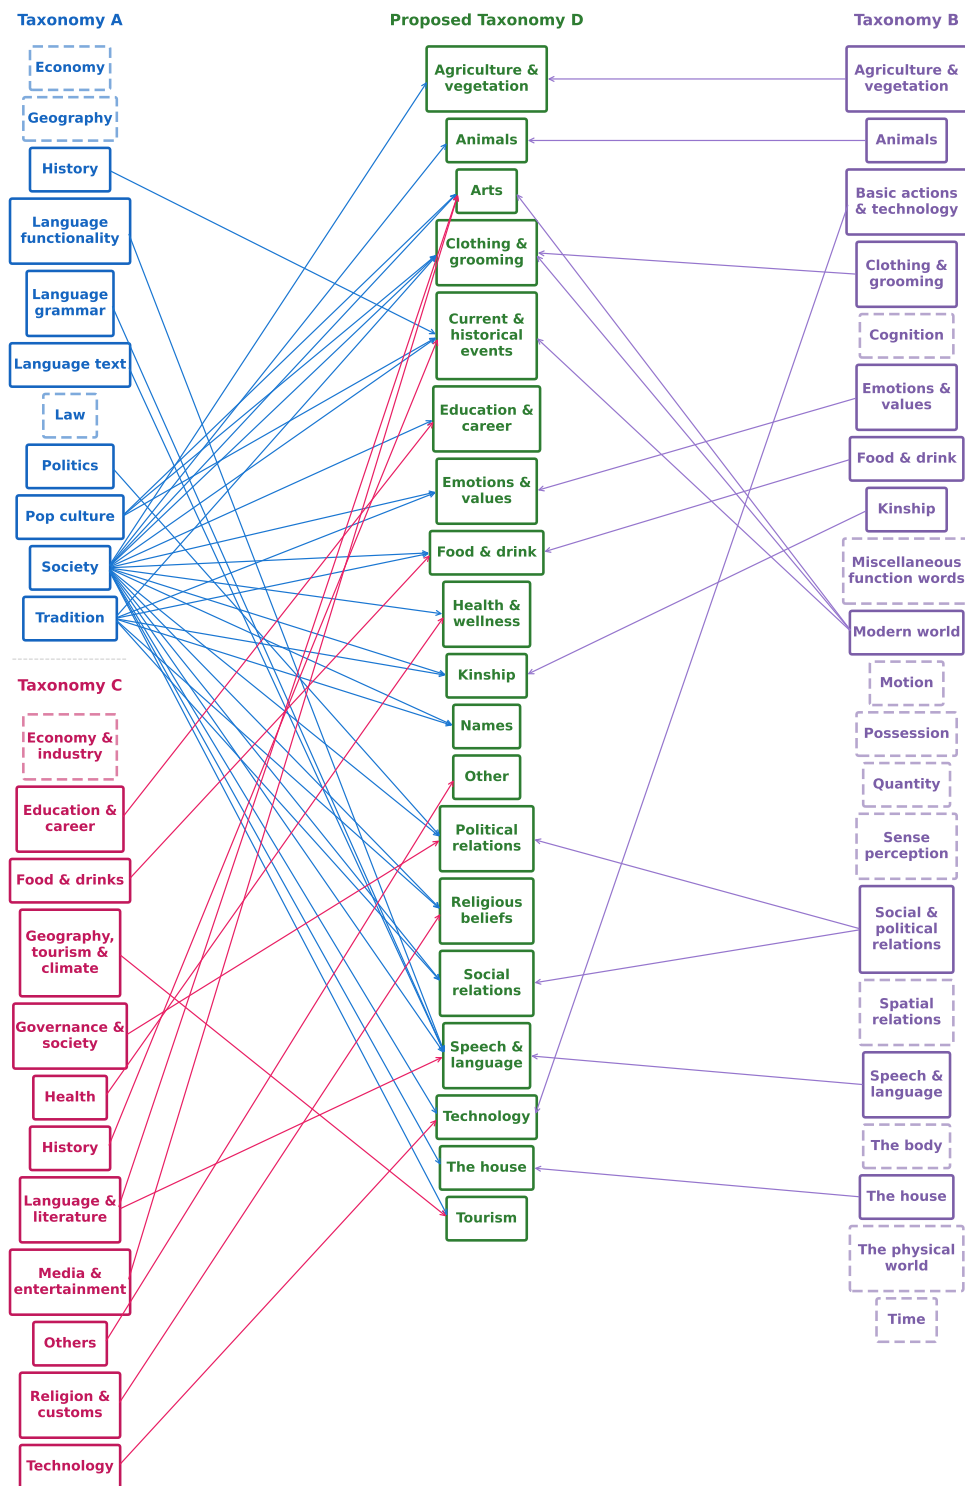 Taxonomy A
Economy
Geography
History
Language
functionality
Language
grammar
Language text
Law
Politics
Pop culture
Society
Tradition
Taxonomy C
Economy &
industry
Education &
career
Food & drinks
Geography,
tourism &
climate
Governance &
society
Health
History
Language &
literature
Media &
entertainment
Others
Religion &
customs
Technology
Proposed Taxonomy D
Agriculture &
vegetation
Animals
Arts
Clothing &
grooming
Current &
historical
events
Education &
career
Emotions &
values
Food & drink
Health &
wellness
Kinship
Names
Other
Political
relations
Religious
beliefs
Social
relations
Speech &
language
Technology
The house
Tourism
Taxonomy B
Agriculture &
vegetation
Animals
Basic actions
& technology
Clothing &
grooming
Cognition
Emotions &
values
Food & drink
Kinship
Miscellaneous
function words
Modern world
Motion
Possession
Quantity
Sense
perception
Social &
political
relations
Spatial
relations
Speech &
language
The body
The house
The physical
world
Time